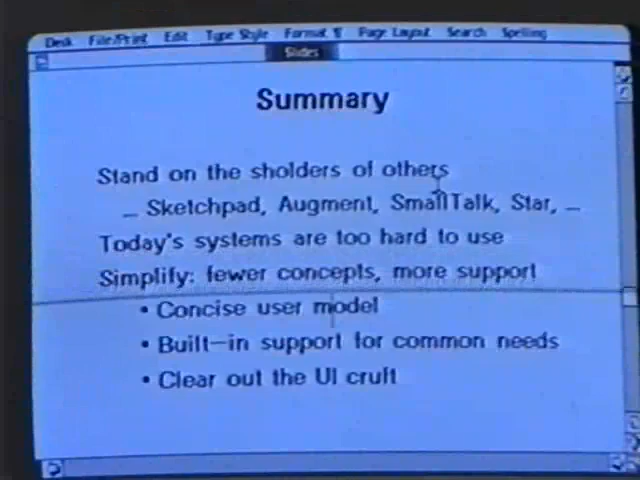 Desk File/Print Edit Type Style Format ¶ Page Layout Search Spelling
Slides
Summary
Stand on the sholders of others
... Sketchpad, Augment, SmallTalk, Star, ...
Today's systems are too hard to use
Simplify: fewer concepts, more support
• Concise user model
• Built-in support for common needs
• Clear out the UI cruft